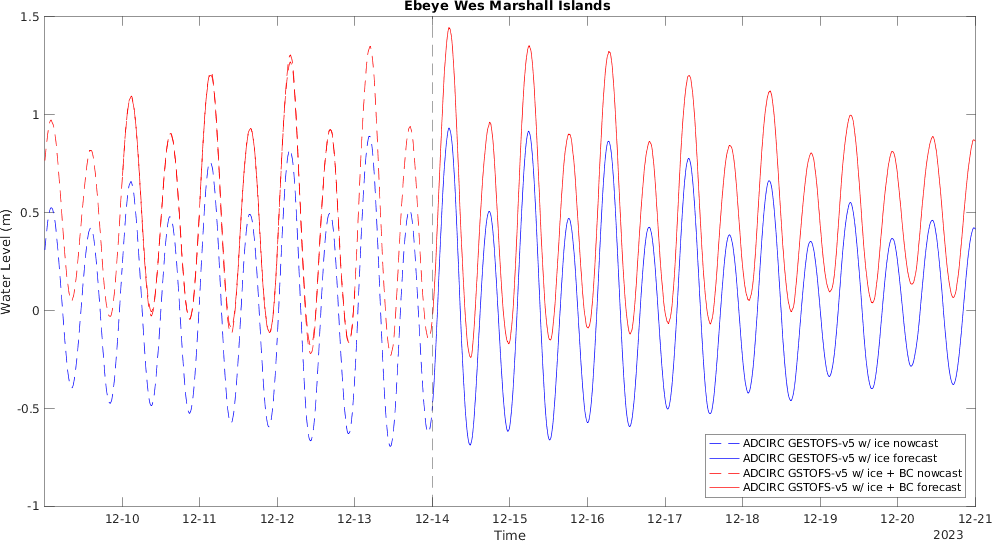 Ebeye Wes Marshall Islands
1.5
1
0.5
0
-0.5
-1
Water Level (m)
ADCIRC GESTOFS-v5 w/ ice nowcast
ADCIRC GESTOFS-v5 w/ ice forecast
ADCIRC GSTOFS-v5 w/ ice + BC nowcast
ADCIRC GSTOFS-v5 w/ ice + BC forecast
12-10 12-11 12-12 12-13 12-14 12-15 12-16 12-17 12-18 12-19 12-20 12-21
Time
2023